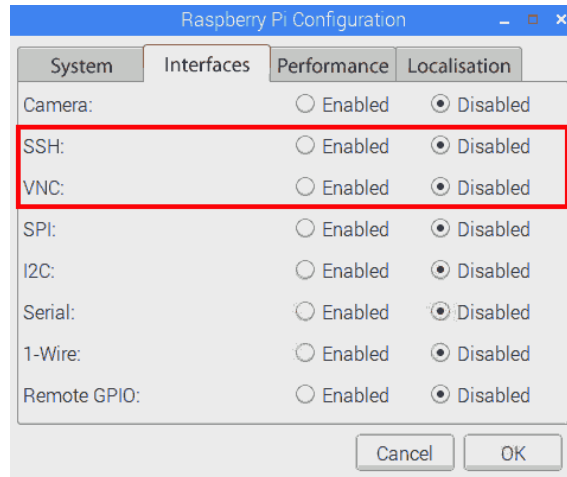 Raspberry Pi Configuration
System Interfaces Performance Localisation
Camera: Enabled Disabled
SSH: Enabled Disabled
VNC: Enabled Disabled
SPI: Enabled Disabled
I2C: Enabled Disabled
Serial: Enabled Disabled
1-Wire: Enabled Disabled
Remote GPIO: Enabled Disabled
Cancel OK